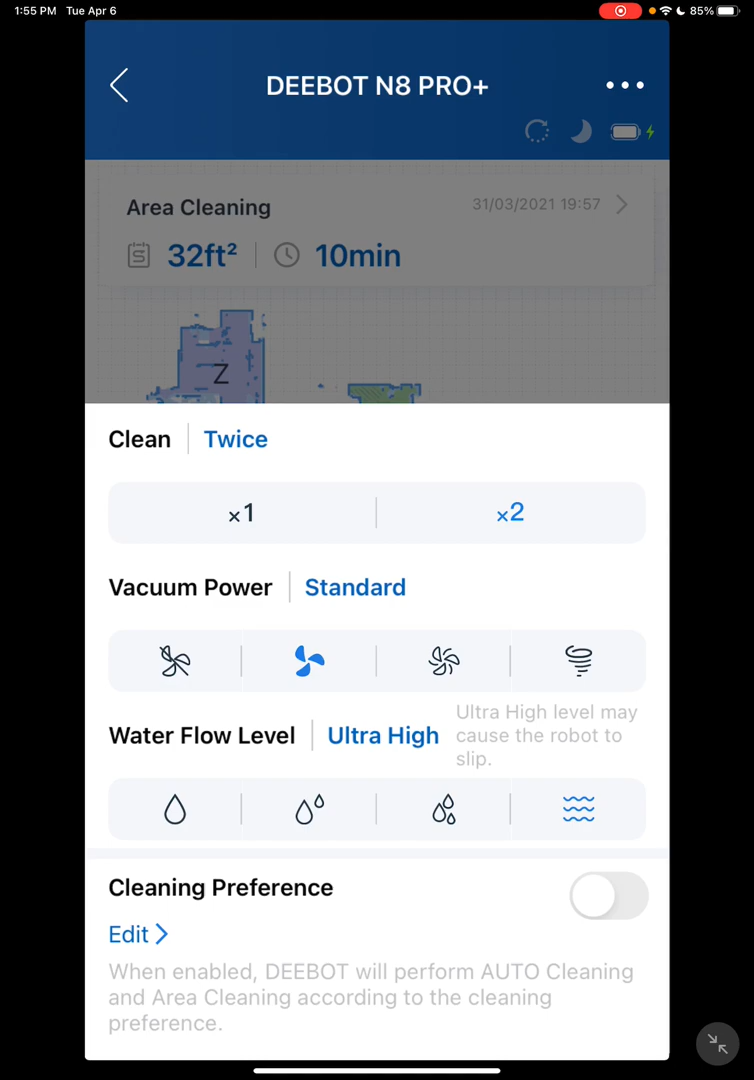 1:55 PM Tue Apr 6
85%
DEEBOT N8 PRO+
Area Cleaning
31/03/2021 19:57
32ft²
10min
Z
Clean
Twice
×1
×2
Vacuum Power
Standard
Water Flow Level
Ultra High
Ultra High level may
cause the robot to
slip.
Cleaning Preference
Edit
When enabled, DEEBOT will perform AUTO Cleaning
and Area Cleaning according to the cleaning
preference.